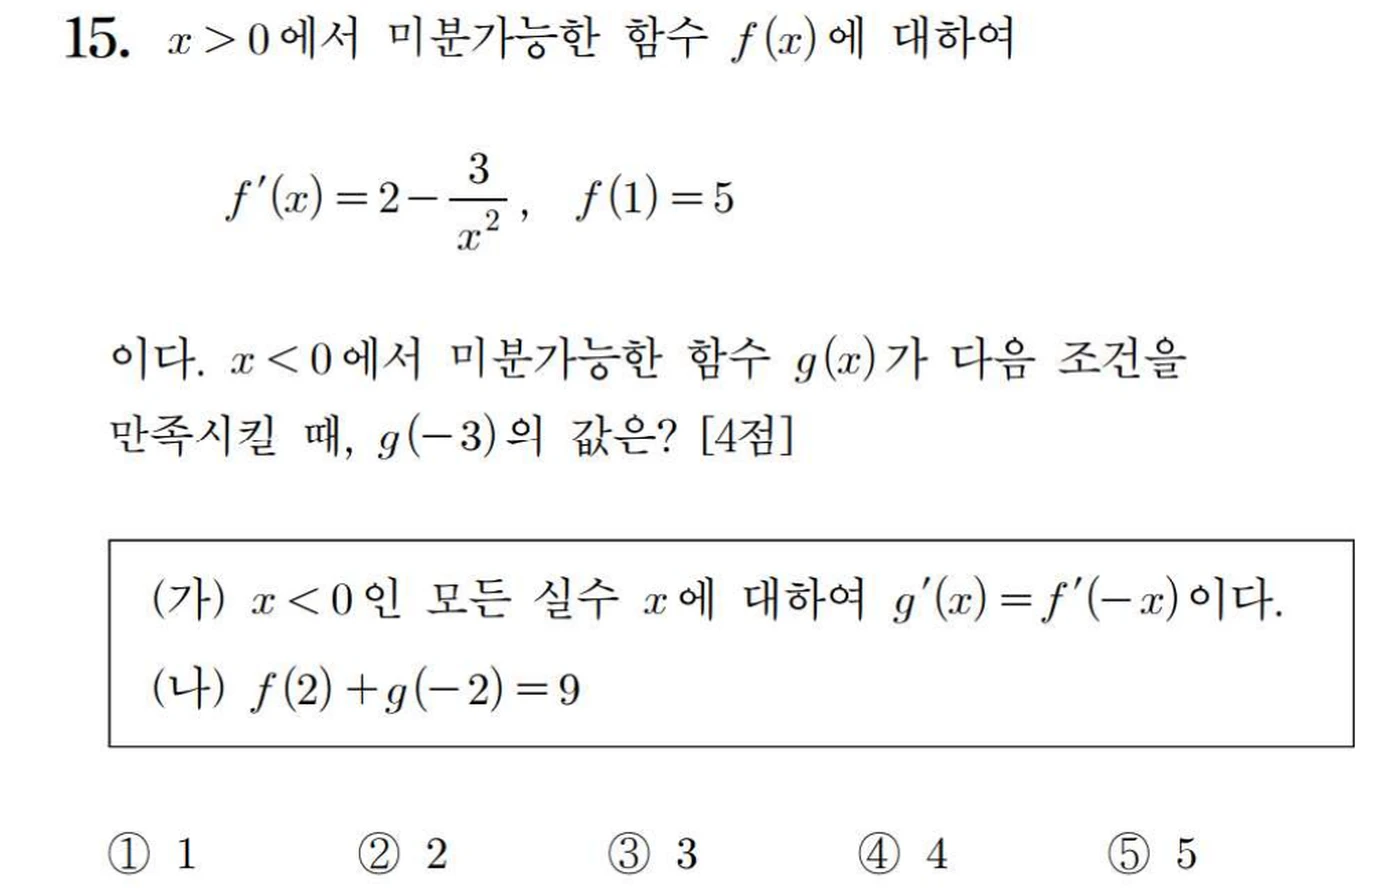 15. x > 0 에서 미분가능한 함수 f(x)에 대하여
f′(x) = 2 − 3/x², f(1) = 5
이다. x < 0 에서 미분가능한 함수 g(x)가 다음 조건을
만족시킬 때, g(−3)의 값은? [4점]
(가) x < 0 인 모든 실수 x에 대하여 g′(x) = f′(−x)이다.
(나) f(2) + g(−2) = 9
① 1 ② 2 ③ 3 ④ 4 ⑤ 5